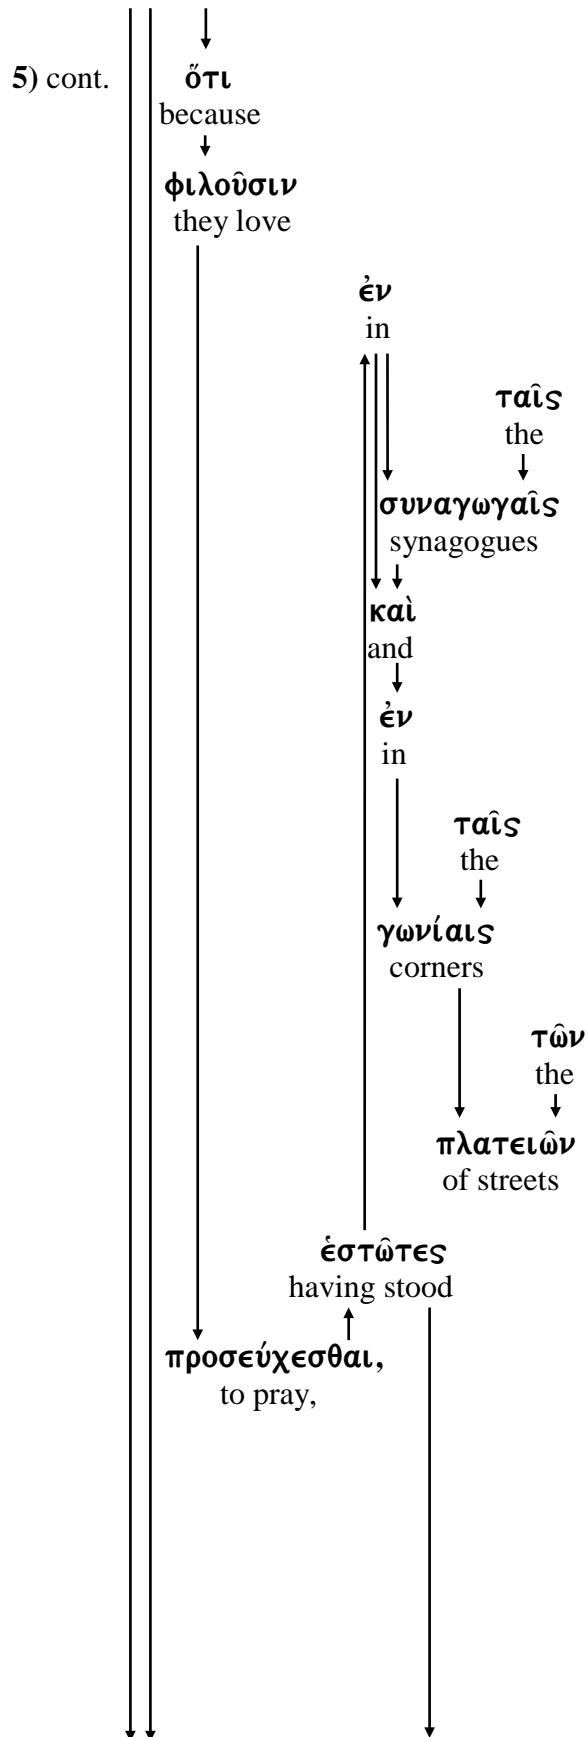 5) cont.
ὅτι
because
φιλοῦσιν
they love
ἐν
in
ταῖς
the
συναγωγαῖς
synagogues
καὶ
and
ἐν
in
ταῖς
the
γωνίαις
corners
τῶν
the
πλατειῶν
of streets
ἑστῶτες
having stood
προσεύχεσθαι,
to pray,